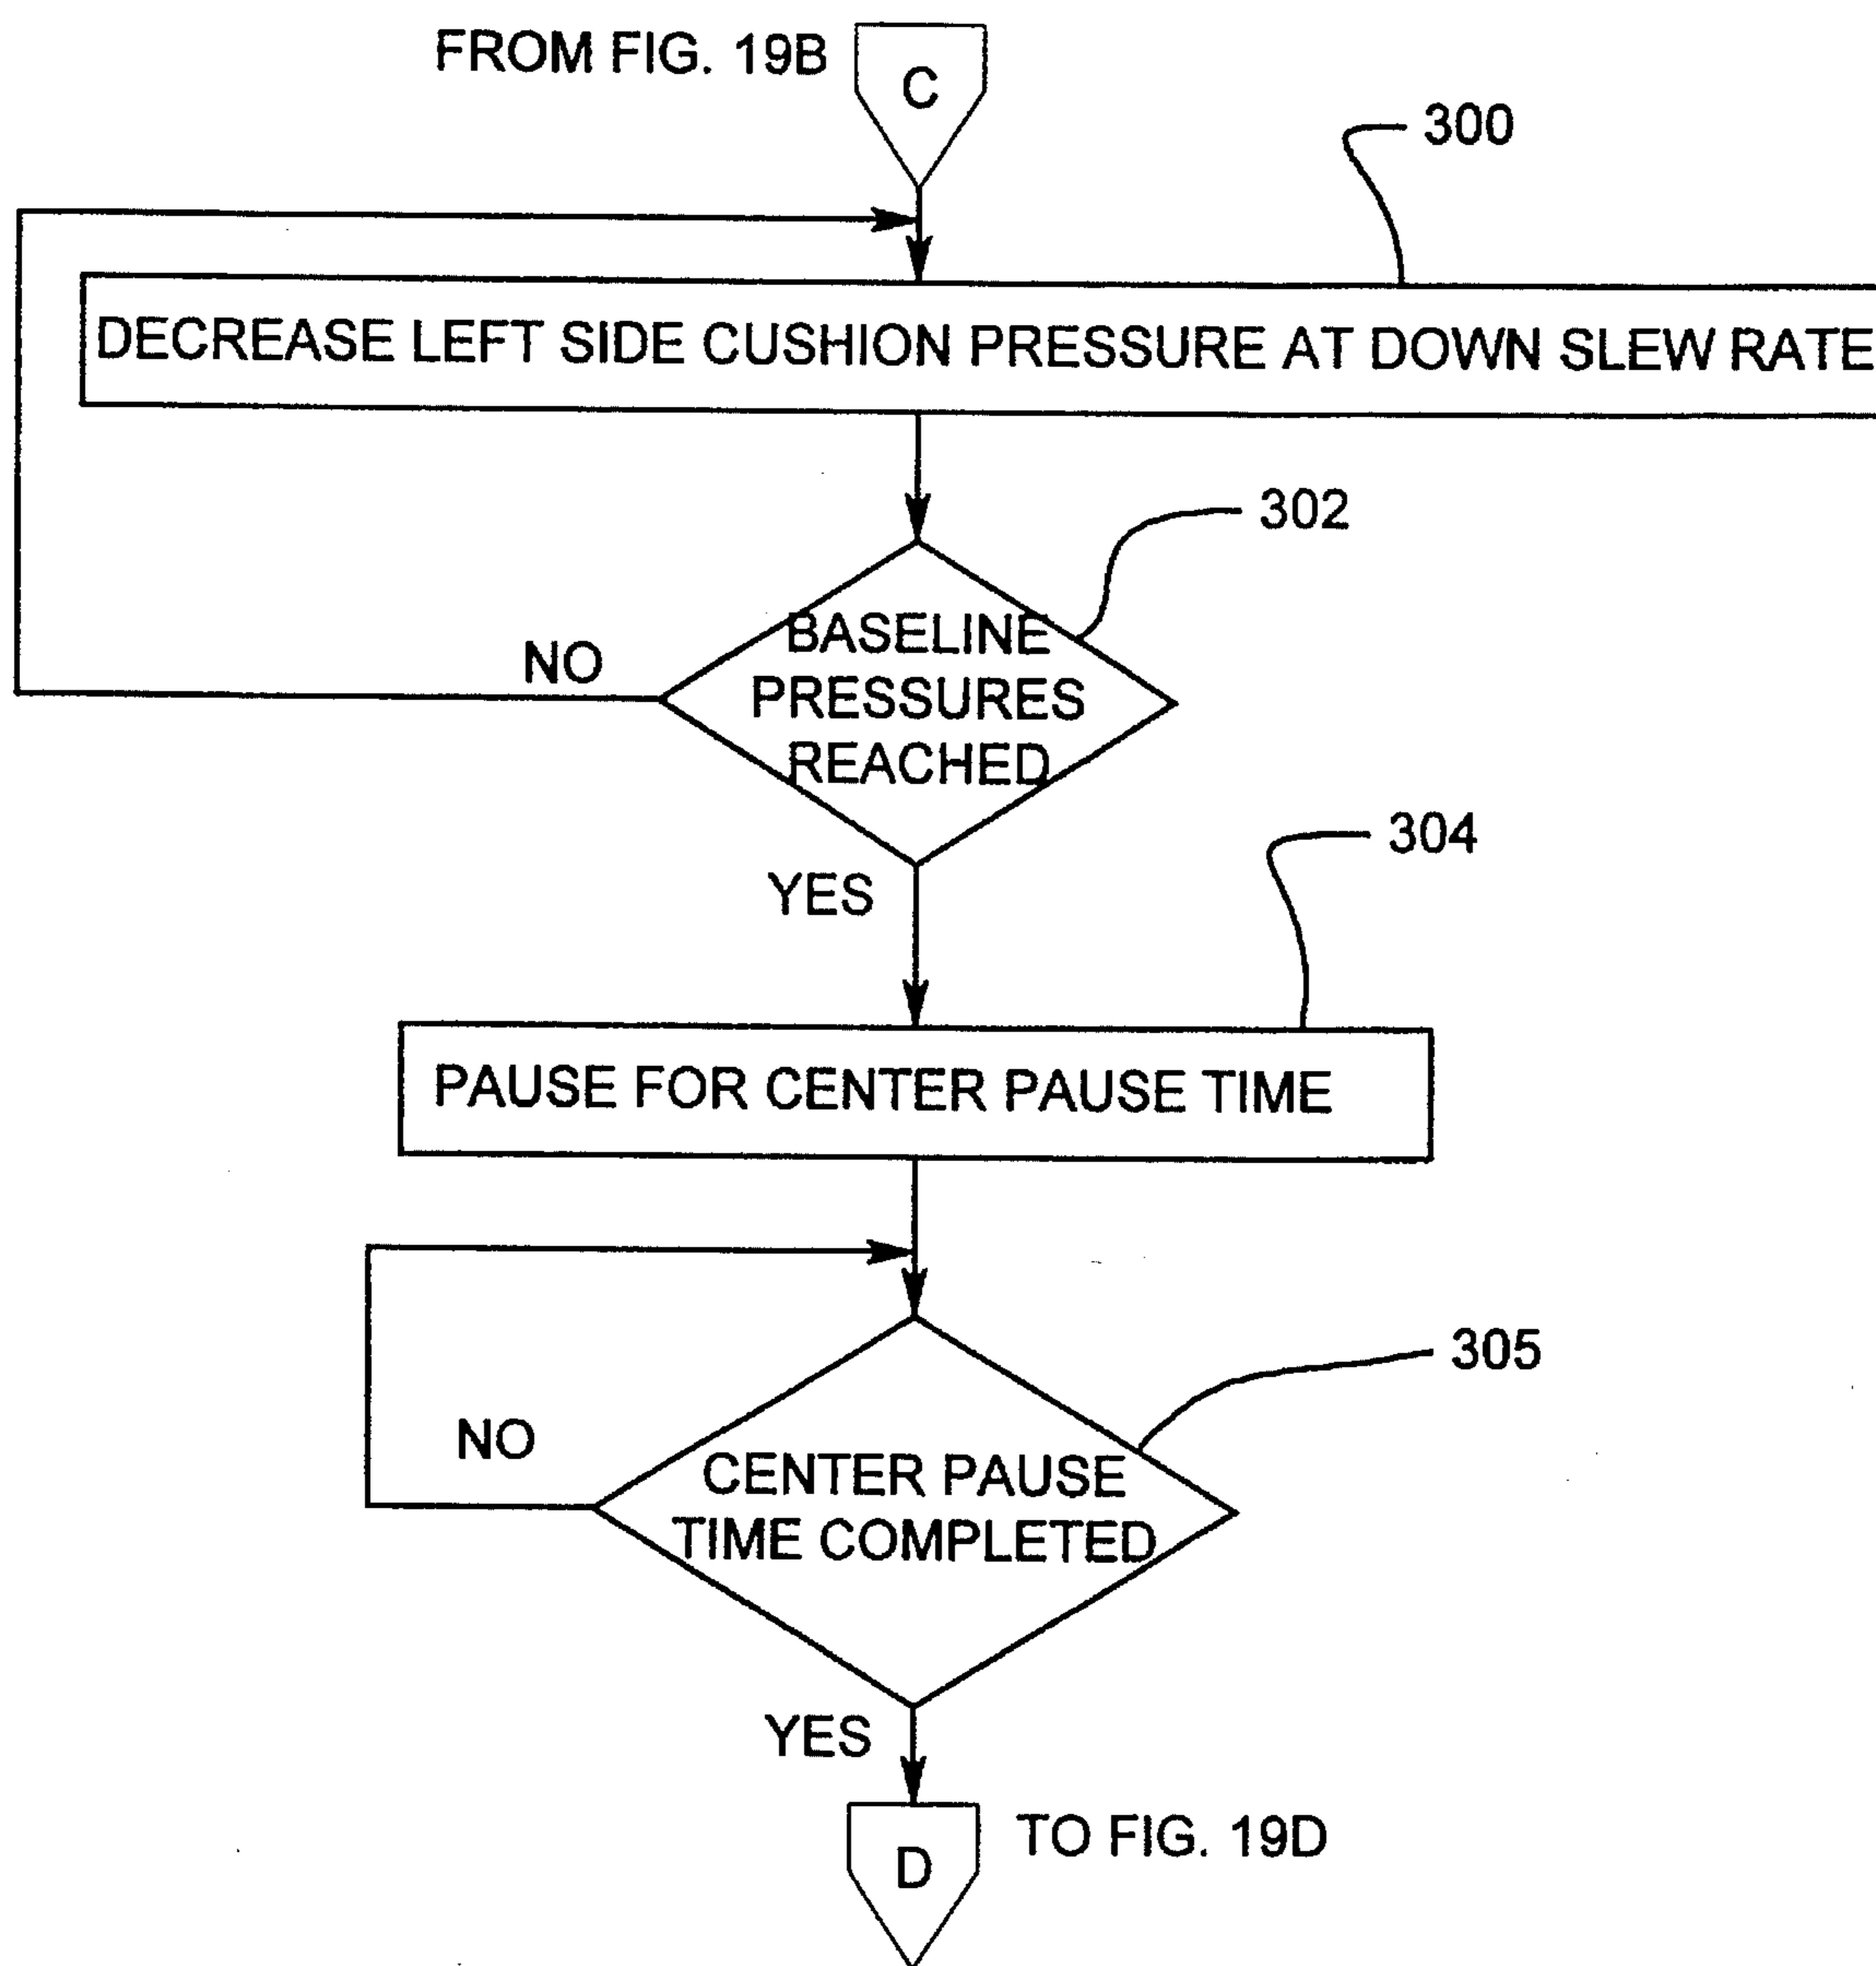 FROM FIG. 19B
C
300
DECREASE LEFT SIDE CUSHION PRESSURE AT DOWN SLEW RATE
302
BASELINE
PRESSURES
REACHED
NO
YES
304
PAUSE FOR CENTER PAUSE TIME
305
NO
CENTER PAUSE
TIME COMPLETED
YES
D
TO FIG. 19D